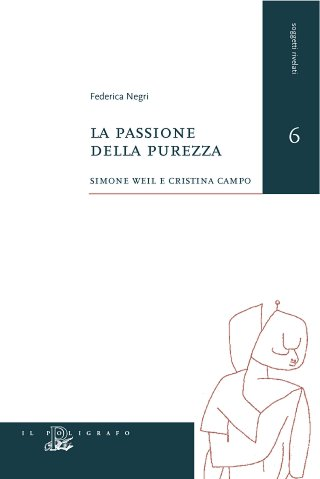 soggetti rivelati
Federica Negri
LA PASSIONE
DELLA PUREZZA
6
SIMONE WEIL E CRISTINA CAMPO
IL POLIGRAFO